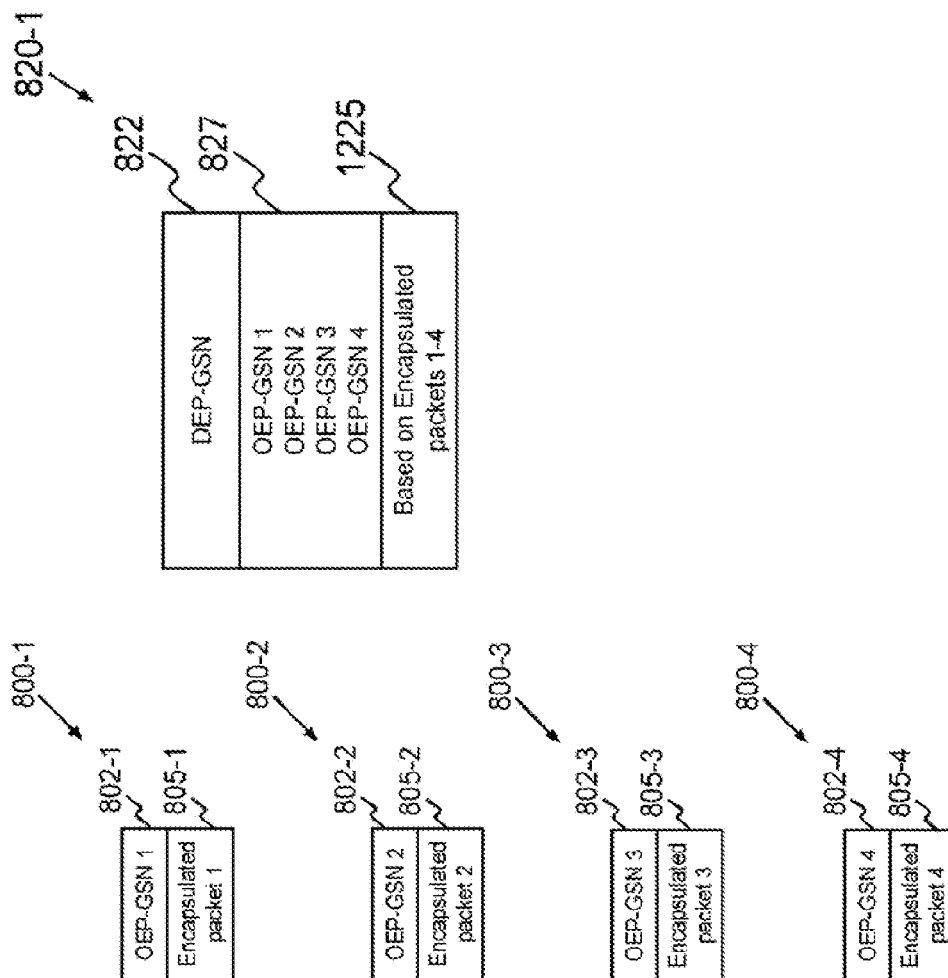 820-1
822
827
1225
DEP-GSN
OEP-GSN 1
OEP-GSN 2
OEP-GSN 3
OEP-GSN 4
Based on Encapsulated
packets 1-4
800-1
802-1
805-1
OEP-GSN 1
Encapsulated
packet 1
800-2
802-2
805-2
OEP-GSN 2
Encapsulated
packet 2
800-3
802-3
805-3
OEP-GSN 3
Encapsulated
packet 3
800-4
802-4
805-4
OEP-GSN 4
Encapsulated
packet 4